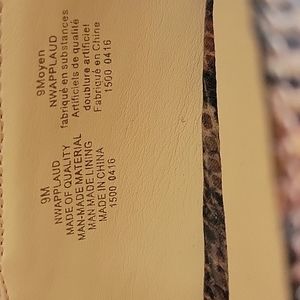 9Moyen
NWAPPLAUD
fabriqué en substances
Artificiels de qualité
doublure artificiel
Fabriqué en Chine
1500 0416
9M
NWAPPLAUD
MADE OF QUALITY
MAN-MADE MATERIAL
MAN MADE LINING
MADE IN CHINA
1500 0416